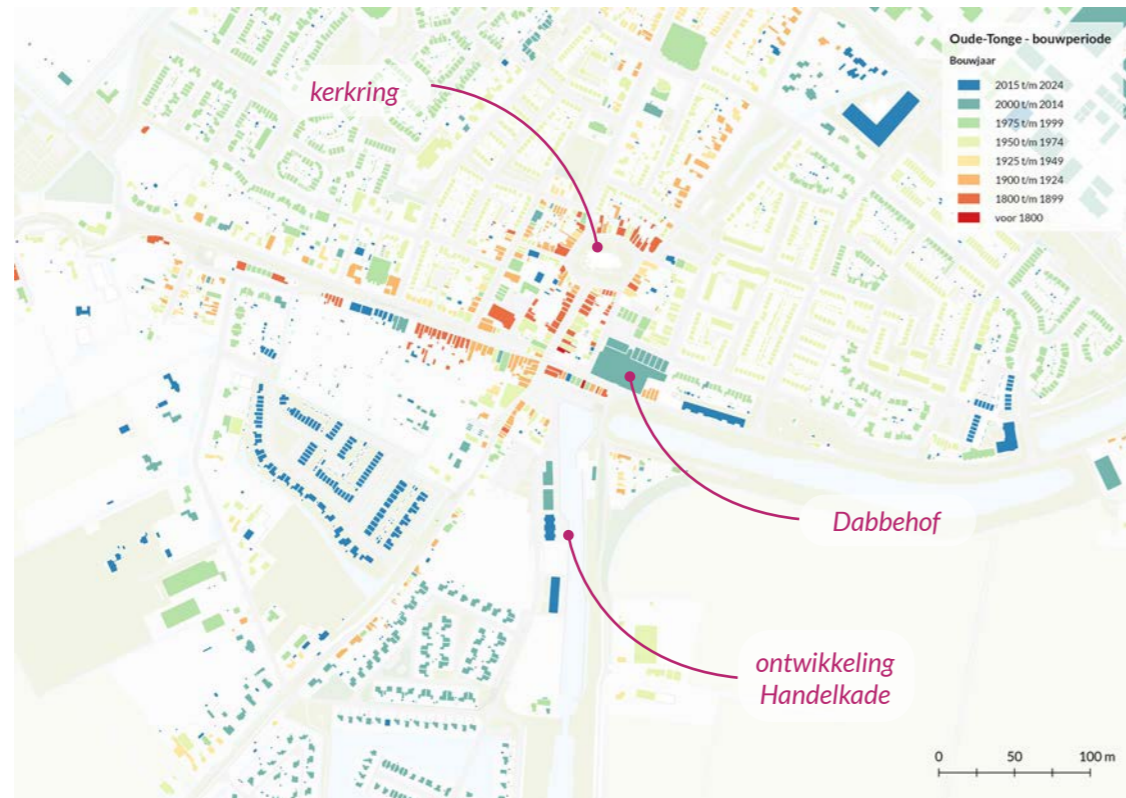 Oude-Tonge - bouwperiode
Bouwjaar
2015 t/m 2024
2000 t/m 2014
1975 t/m 1999
1950 t/m 1974
1925 t/m 1949
1900 t/m 1924
1800 t/m 1899
voor 1800
kerkring
Dabbehof
ontwikkeling
Handelkade
0 50 100 m